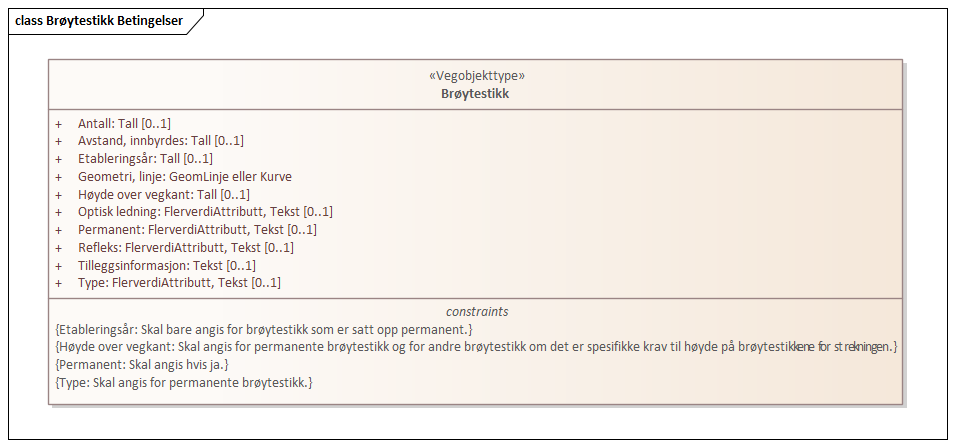 class Brøytestikk Betingelser
«Vegobjekttype»
Brøytestikk
+ Antall: Tall [0..1]
+ Avstand, innbyrdes: Tall [0..1]
+ Etableringsår: Tall [0..1]
+ Geometri, linje: GeomLinje eller Kurve
+ Høyde over vegkant: Tall [0..1]
+ Optisk ledning: FlerverdiAttributt, Tekst [0..1]
+ Permanent: FlerverdiAttributt, Tekst [0..1]
+ Refleks: FlerverdiAttributt, Tekst [0..1]
+ Tilleggsinformasjon: Tekst [0..1]
+ Type: FlerverdiAttributt, Tekst [0..1]
constraints
{Etableringsår: Skal bare angis for brøytestikk som er satt opp permanent.}
{Høyde over vegkant: Skal angis for permanente brøytestikk og for andre brøytestikk om det er spesifikke krav til høyde på brøytestikkene for strekningen.}
{Permanent: Skal angis hvis ja.}
{Type: Skal angis for permanente brøytestikk.}